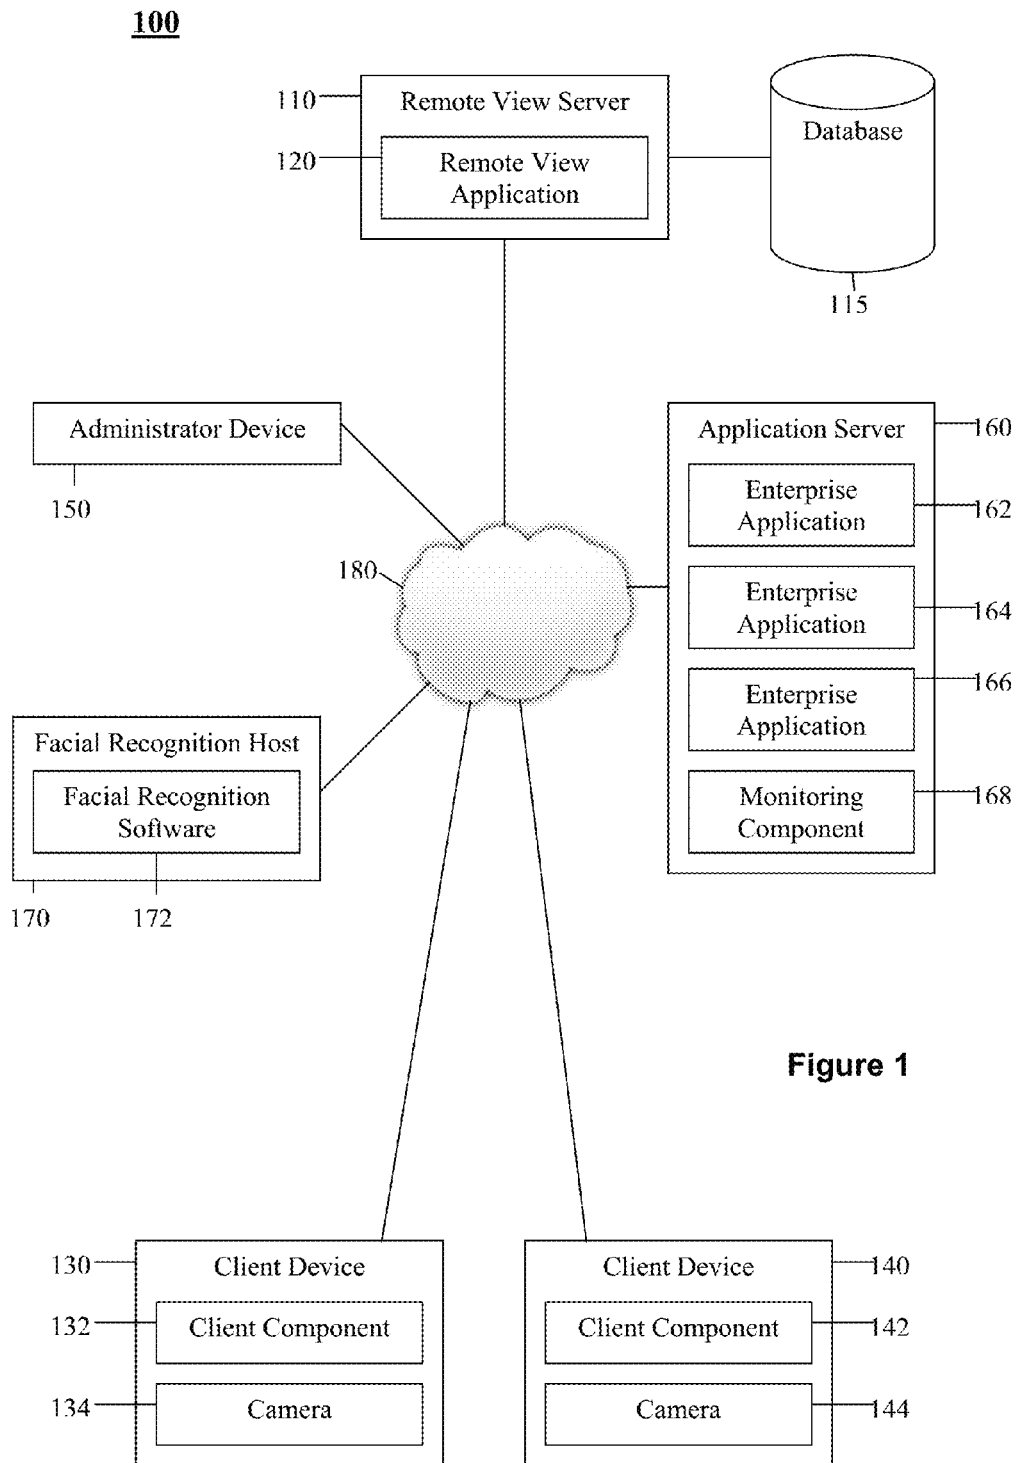 100
110
Remote View Server
120
Remote View
Application
Database
115
Administrator Device
150
Application Server
160
Enterprise
Application
162
Enterprise
Application
164
Enterprise
Application
166
Monitoring
Component
168
180
Facial Recognition Host
Facial Recognition
Software
170
172
Figure 1
130
Client Device
132
Client Component
134
Camera
Client Device
140
Client Component
142
Camera
144